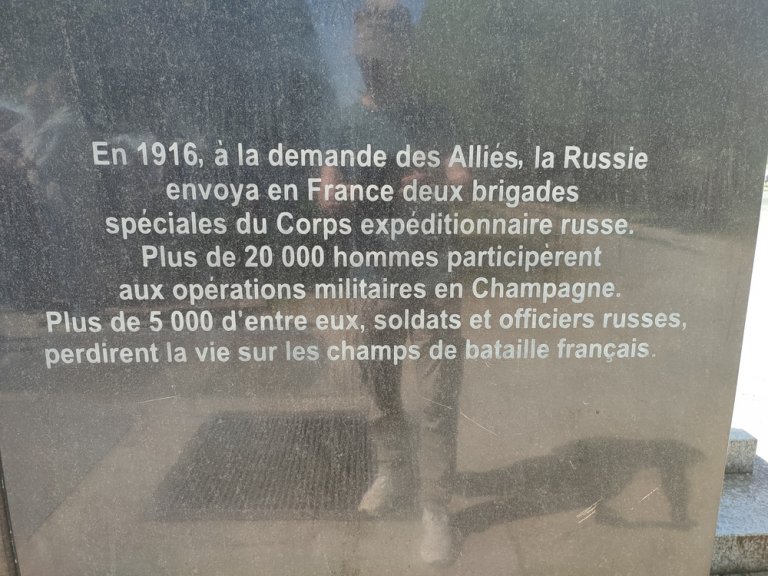 En 1916, à la demande des Alliés, la Russie
envoya en France deux brigades
spéciales du Corps expéditionnaire russe.
Plus de 20 000 hommes participèrent
aux opérations militaires en Champagne.
Plus de 5 000 d'entre eux, soldats et officiers russes,
perdirent la vie sur les champs de bataille français.